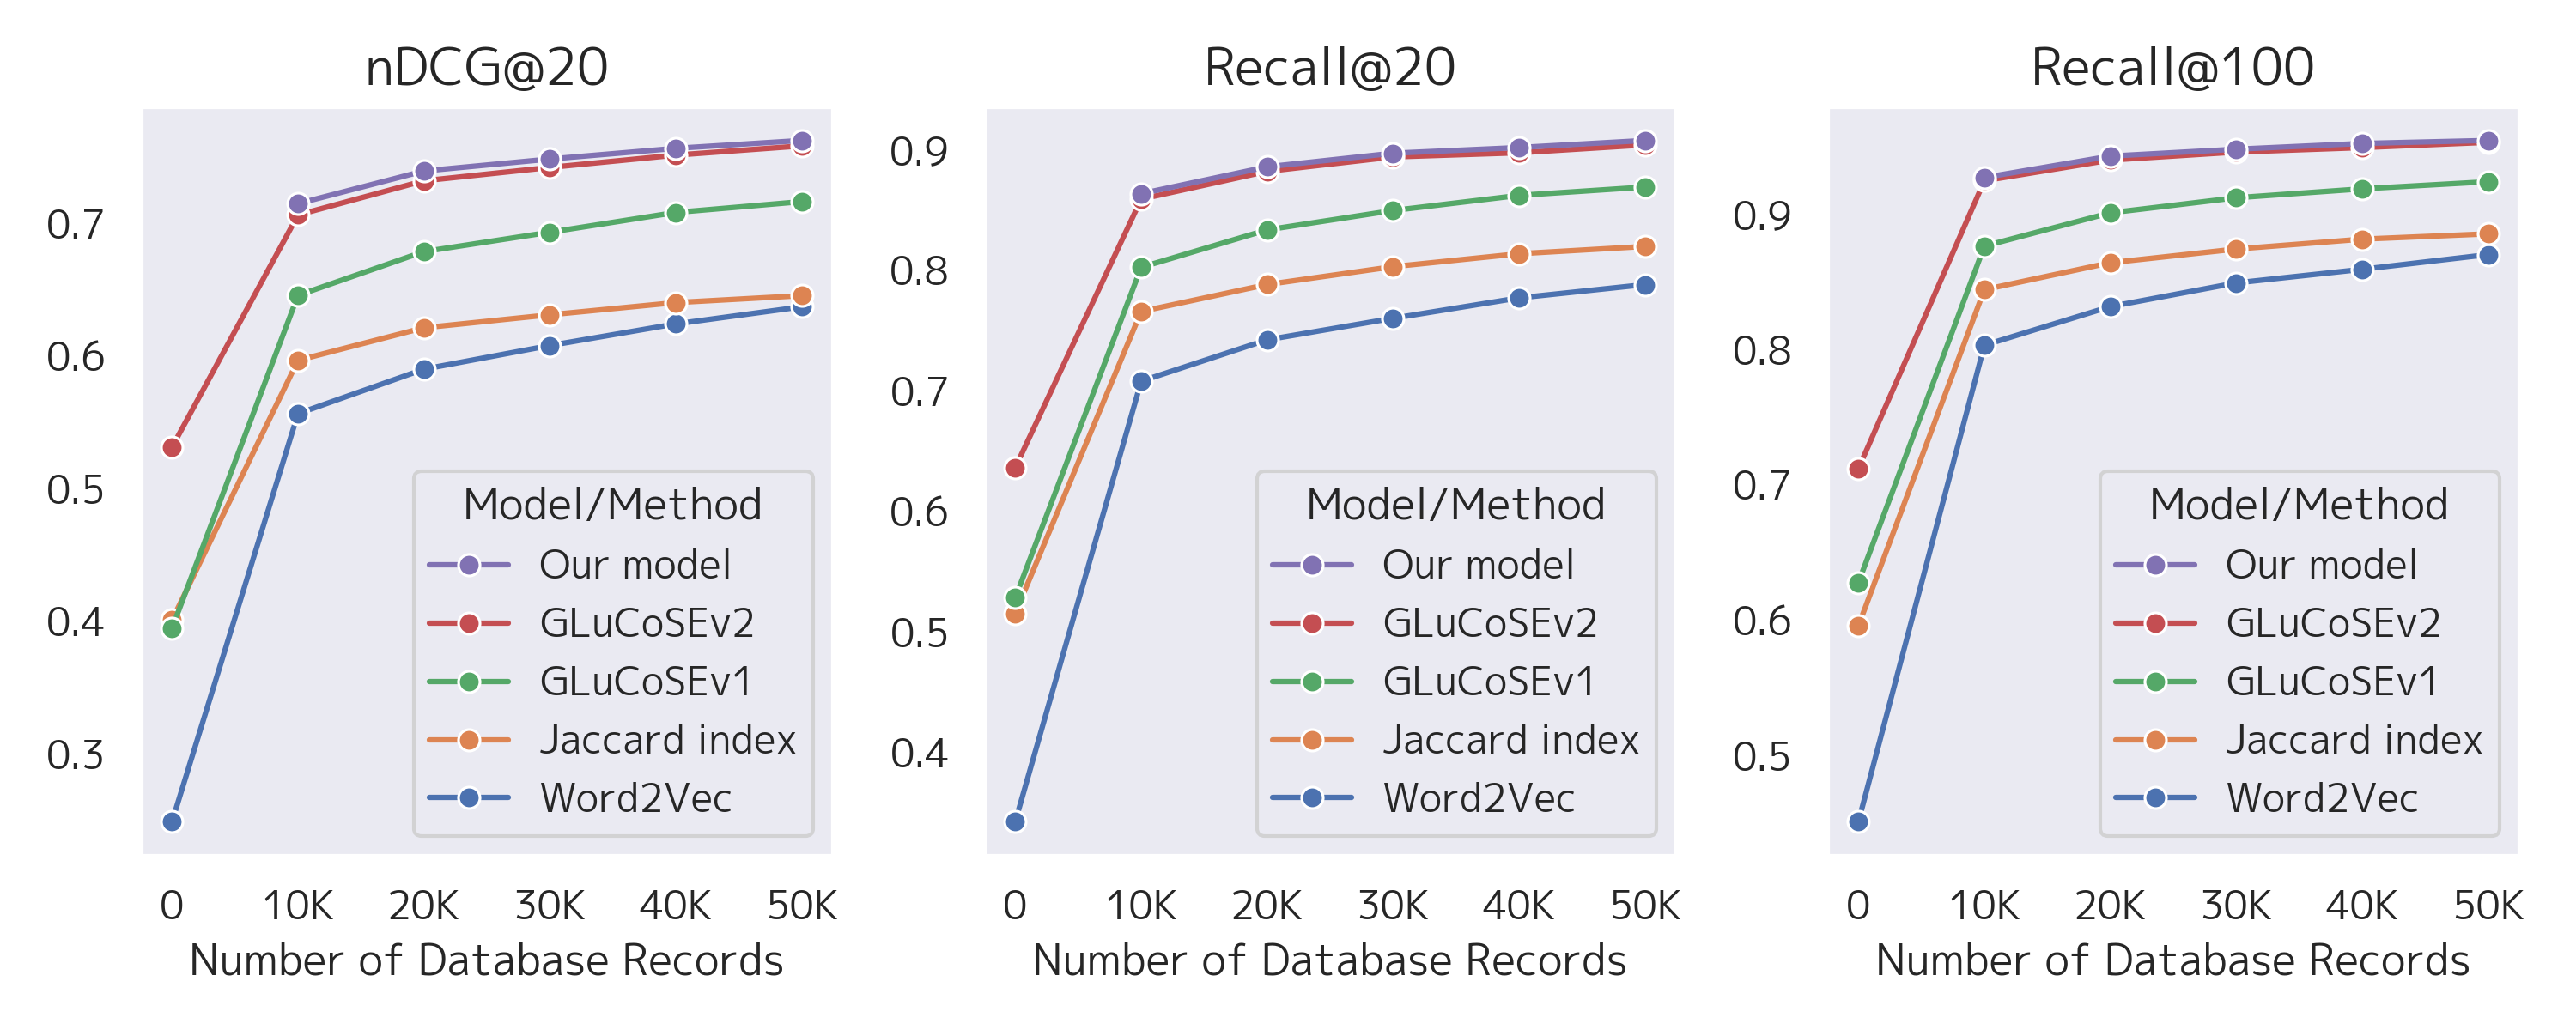 nDCG@20
0.7
0.6
0.5
0.4
0.3
Model/Method
Our model
GLuCoSEv2
GLuCoSEv1
Jaccard index
Word2Vec
0 10K 20K 30K 40K 50K
Number of Database Records
Recall@20
0.9
0.8
0.7
0.6
0.5
0.4
Model/Method
Our model
GLuCoSEv2
GLuCoSEv1
Jaccard index
Word2Vec
0 10K 20K 30K 40K 50K
Number of Database Records
Recall@100
0.9
0.8
0.7
0.6
0.5
Model/Method
Our model
GLuCoSEv2
GLuCoSEv1
Jaccard index
Word2Vec
0 10K 20K 30K 40K 50K
Number of Database Records